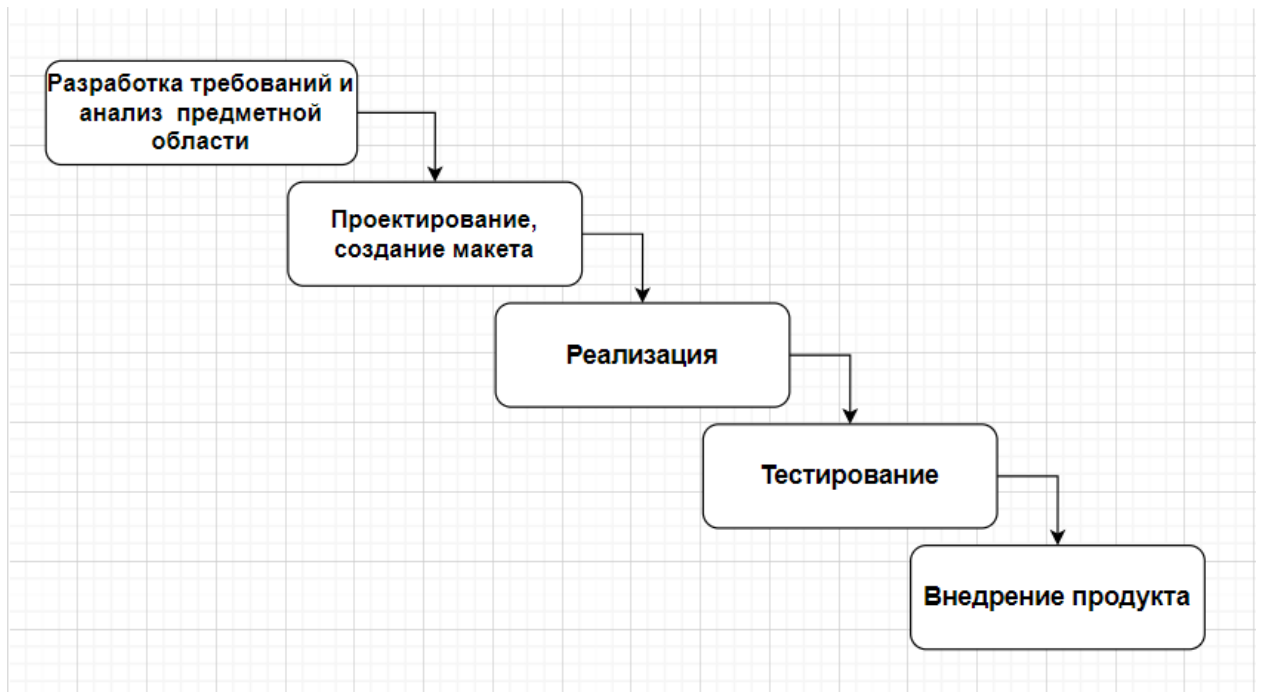 Разработка требований и
анализ предметной
области
Проектирование,
создание макета
Реализация
Тестирование
Внедрение продукта